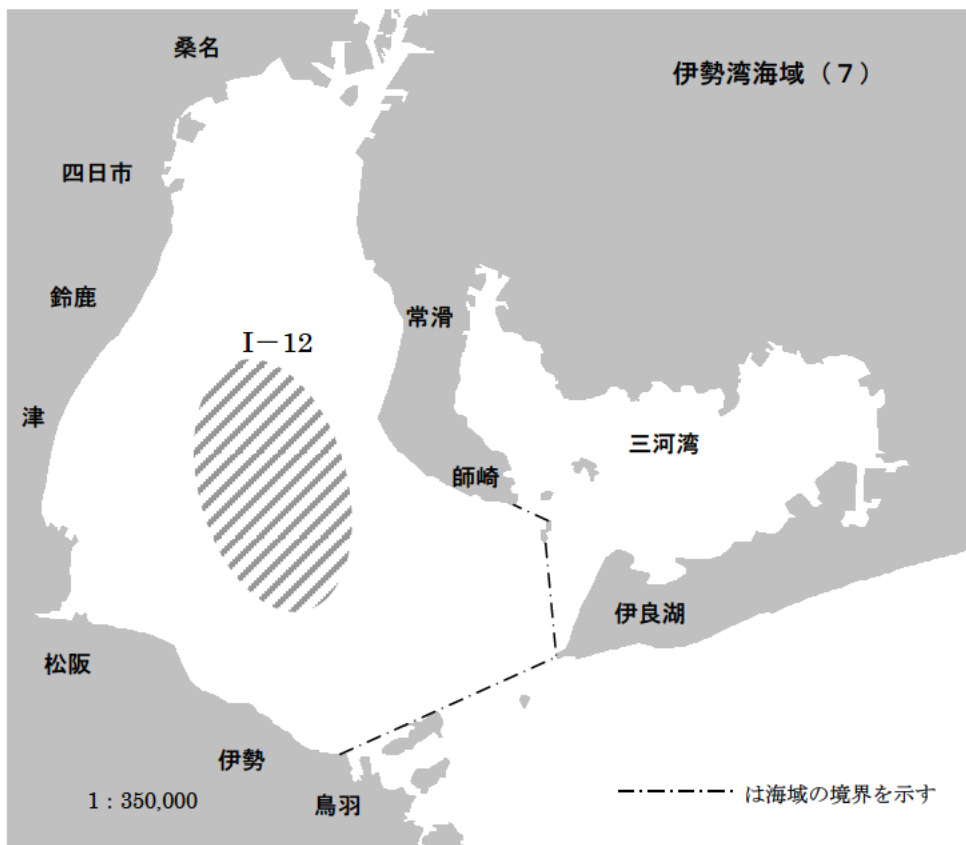 桑名
伊勢湾海域（７）
四日市
鈴鹿
常滑
I－12
津
三河湾
師崎
伊良湖
松阪
伊勢
1：350,000
鳥羽
は海域の境界を示す